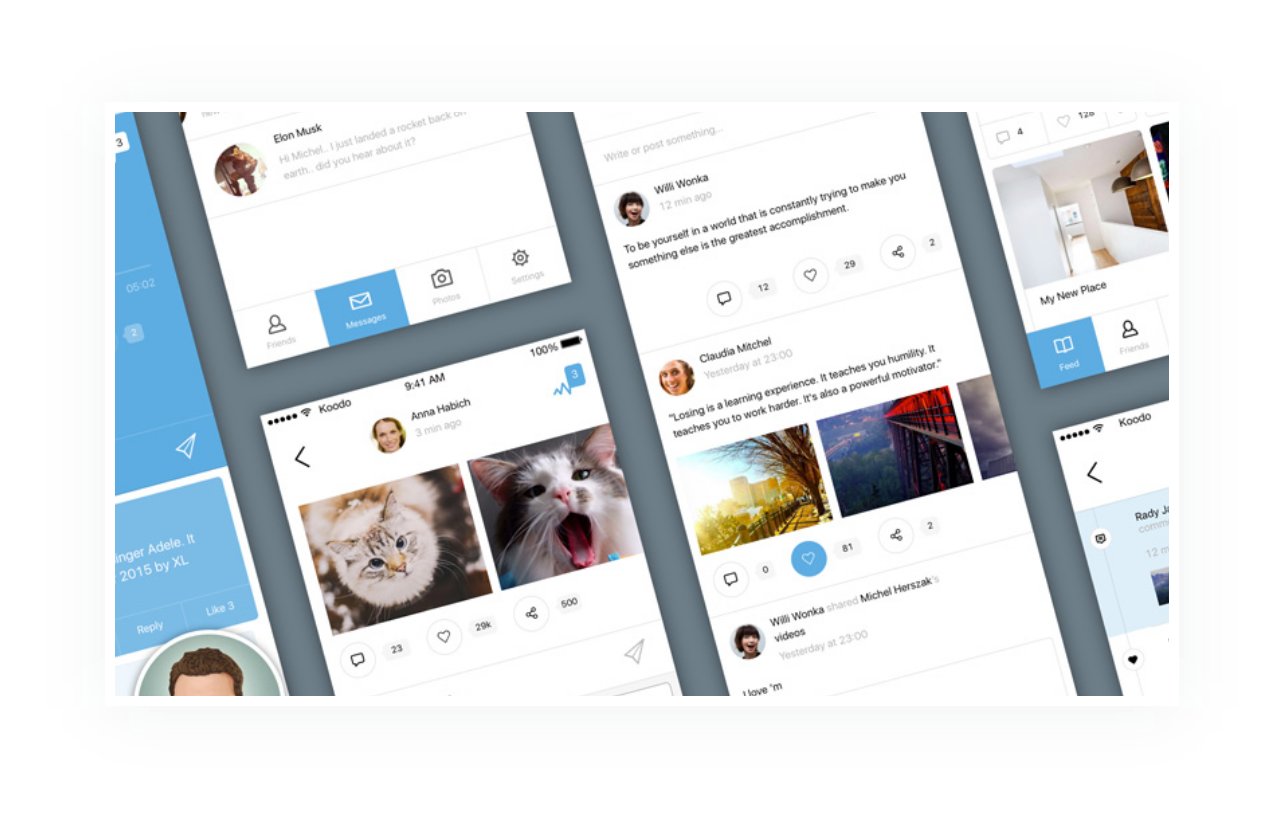 3
05:02
2
inger Adele. It
2015 by XL
Reply
Like 3
Elon Musk
Hi Michel.. I just landed a rocket back on
earth.. did you hear about it?
Friends
Messages
Photos
Settings
Koodo
9:41 AM
100%
Anna Habich
3 min ago
3
23
29k
500
Write or post something...
Willi Wonka
12 min ago
To be yourself in a world that is constantly trying to make you
something else is the greatest accomplishment.
12
29
2
Claudia Mitchel
Yesterday at 23:00
"Losing is a learning experience. It teaches you humility. It
teaches you to work harder. It's also a powerful motivator."
0
81
2
Willi Wonka shared Michel Herszak's
videos
Yesterday at 23:00
I love 'm
4
128
My New Place
Feed
Friends
Koodo
Rady Ja
comme
12 m